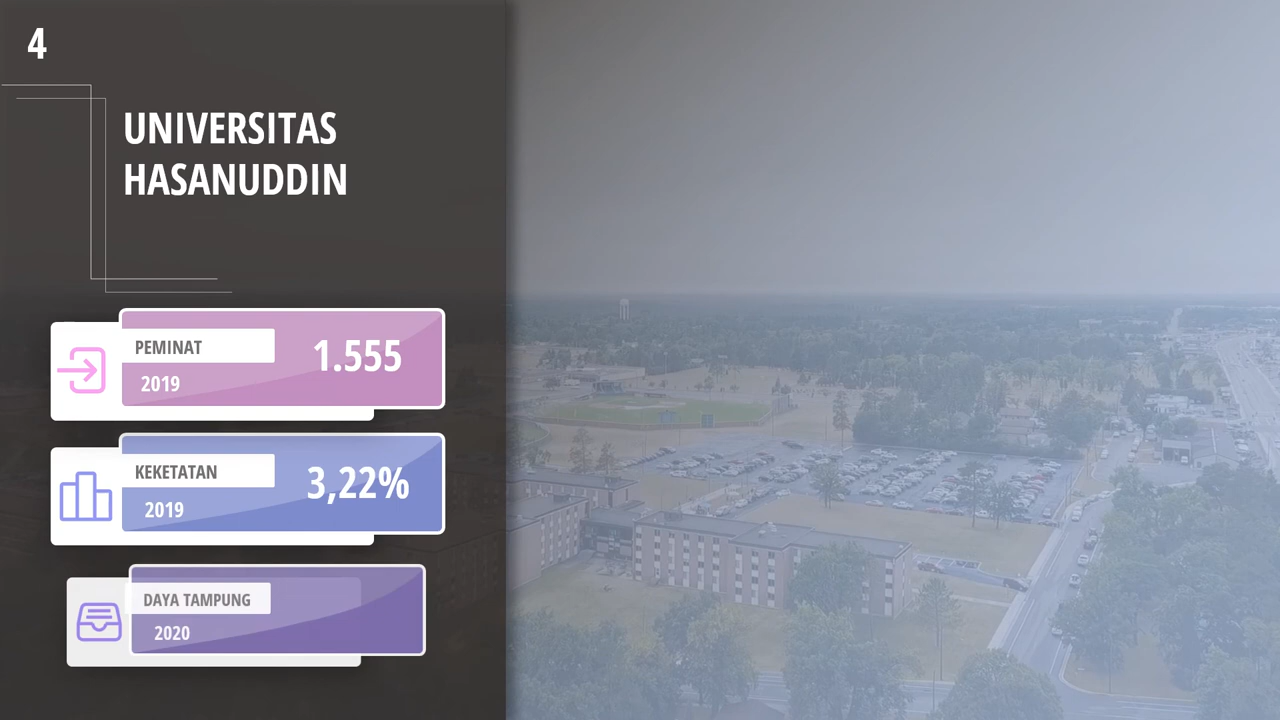 4
UNIVERSITAS
HASANUDDIN
PEMINAT
2019
1.555
KEKETATAN
2019
3,22%
DAYA TAMPUNG
2020